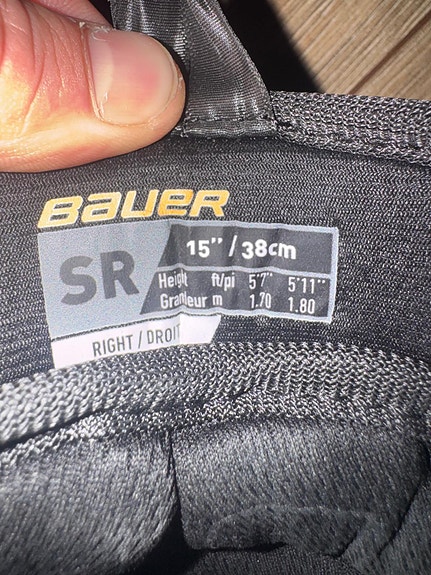 BAUER
SR
15" / 38cm
Height ft/pi 5'7" 5'11"
Grandeur m 1.70 1.80
RIGHT / DROIT